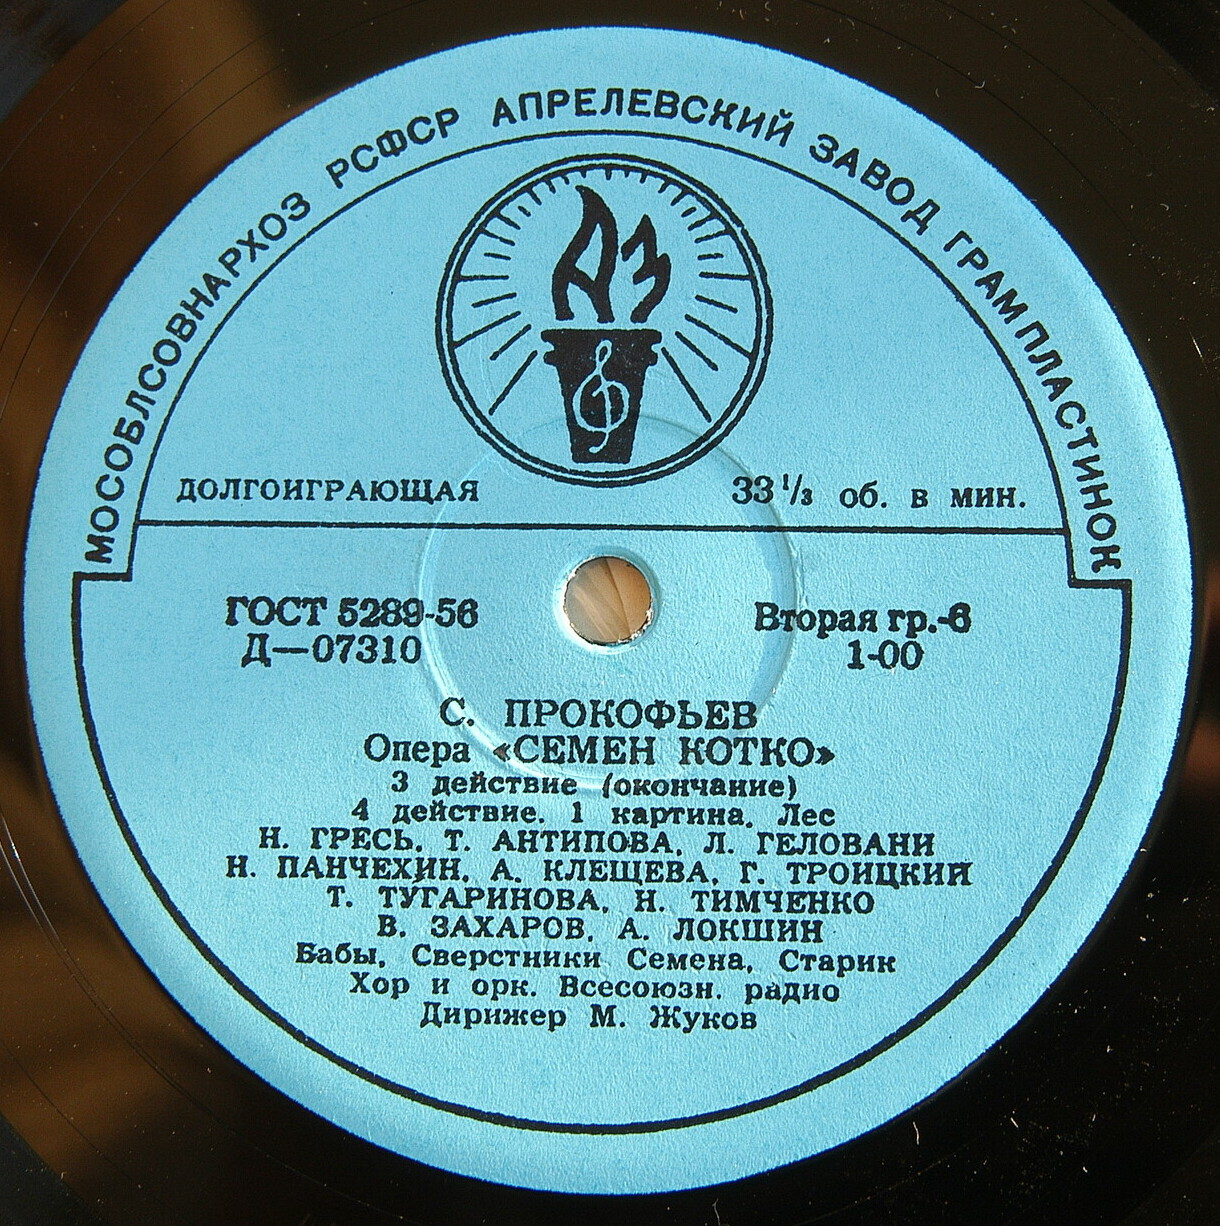 МОСОБЛСОВНАРХОЗ РСФСР АПРЕЛЕВСКИЙ ЗАВОД ГРАМПЛАСТИНОК
АЗ
ДОЛГОИГРАЮЩАЯ 33 1/3 об. в мин.
ГОСТ 5289-56 Вторая гр.-6
Д—07310 1-00
С. ПРОКОФЬЕВ
Опера «СЕМЕН КОТКО»
3 действие (окончание)
4 действие. 1 картина. Лес
Н. ГРЕСЬ. Т. АНТИПОВА. Л. ГЕЛОВАНИ
Н. ПАНЧЕХИН. А. КЛЕЩЕВА. Г. ТРОИЦКИЙ
Т. ТУГАРИНОВА, Н. ТИМЧЕНКО
В. ЗАХАРОВ. А. ЛОКШИН
Бабы, Сверстники Семена, Старик
Хор и орк. Всесоюзн. радио
Дирижер М. Жуков